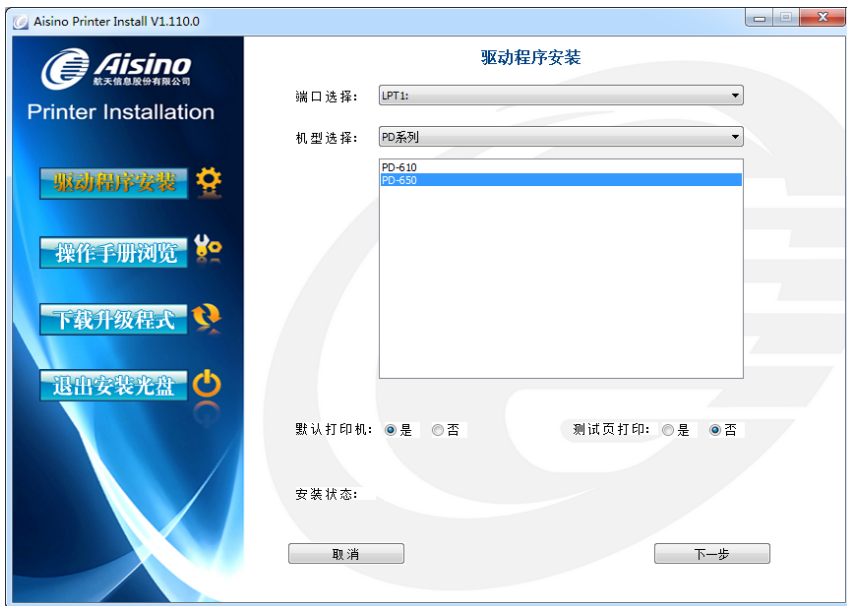 Aisino Printer Install V1.110.0
Aisino
航天信息股份有限公司
Printer Installation
驱动程序安装
操作手册浏览
下载升级程式
退出安装光盘
驱动程序安装
端口选择: LPT1:
机型选择: PD系列
PD-610
PD-650
默认打印机: 是 否 测试页打印: 是 否
安装状态:
取消 下一步